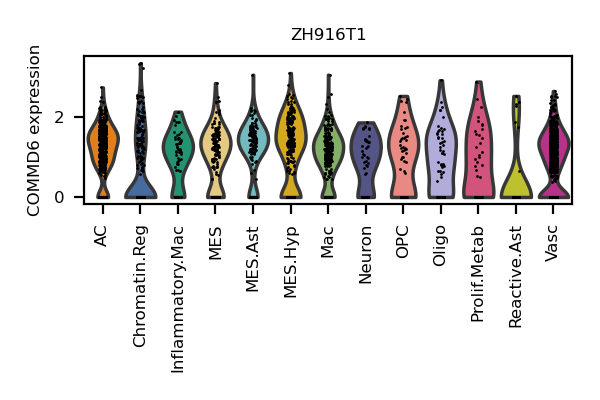 ZH916T1
COMMD6 expression
2
0
AC
Chromatin.Reg
Inflammatory.Mac
MES
MES.Ast
MES.Hyp
Mac
Neuron
OPC
Oligo
Prolif.Metab
Reactive.Ast
Vasc